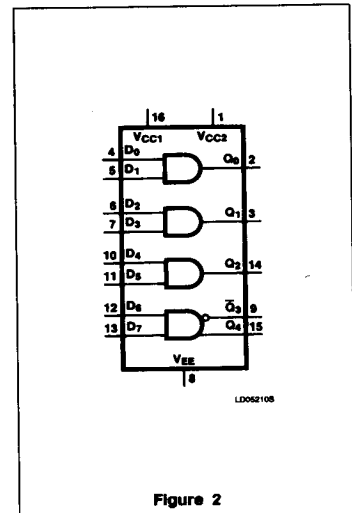 16 1
VCC1 VCC2
4 D0 Q0 2
5 D1
6 D2 Q1 3
7 D3
10 D4 Q2 14
11 D5
12 D6 Q̅3 9
13 D7 Q4 15
VEE
8
LD05210S
Figure 2